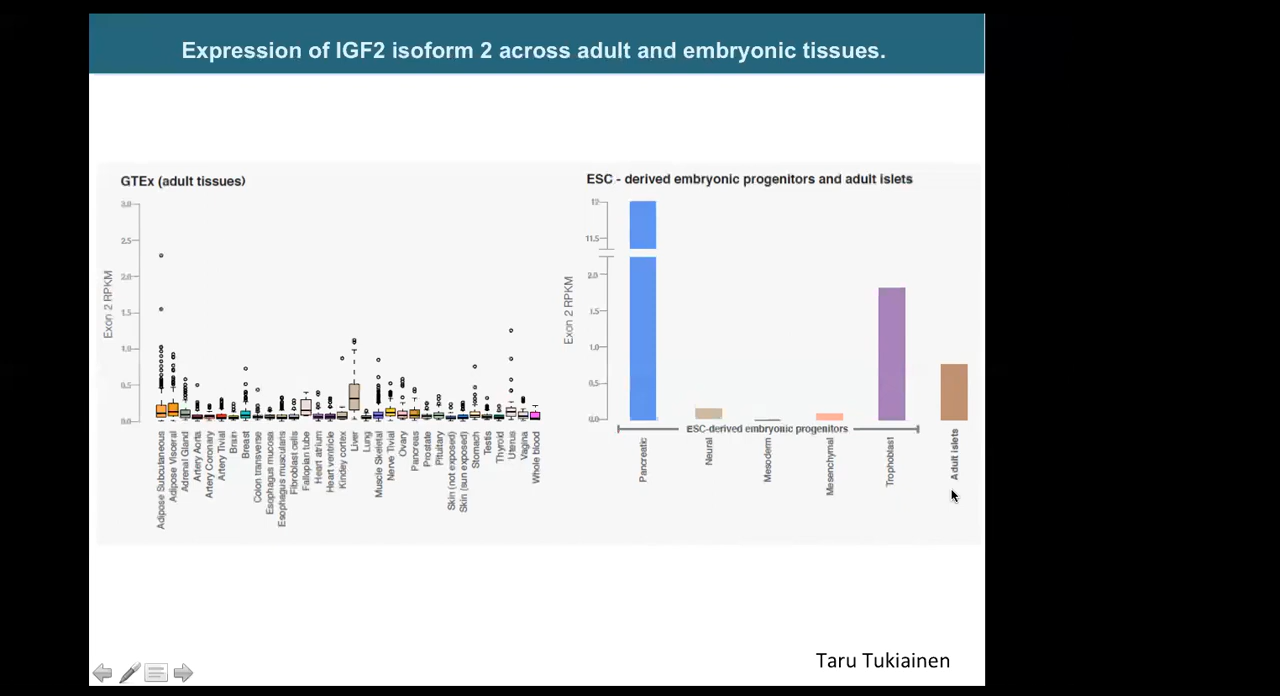 Expression of IGF2 isoform 2 across adult and embryonic tissues.
GTEx (adult tissues)
Exon 2 RPKM
3.0
2.5
2.0
1.5
1.0
0.5
0.0
Adipose Subcutaneous
Adipose Visceral
Adrenal Gland
Artery Aorta
Artery Coronary
Artery Tivial
Brain
Breast
Colon transverse
Esophagus mucosa
Esophagus muscularis
Fibroblast cells
Fallopian tube
Heart atrium
Heart ventricle
Kindey cortex
Liver
Lung
Muscle Skeletal
Nerve Tivial
Ovary
Pancreas
Prostate
Pituitary
Skin (not exposed)
Skin (sun exposed)
Stomach
Testis
Thyroid
Uterus
Vagina
Whole blood
ESC - derived embryonic progenitors and adult islets
Exon 2 RPKM
12
11.5
2.0
1.5
1.0
0.5
0.0
ESC-derived embryonic progenitors
Pancreatic
Neural
Mesoderm
Mesenchymal
Trophoblast
Adult islets
Taru Tukiainen